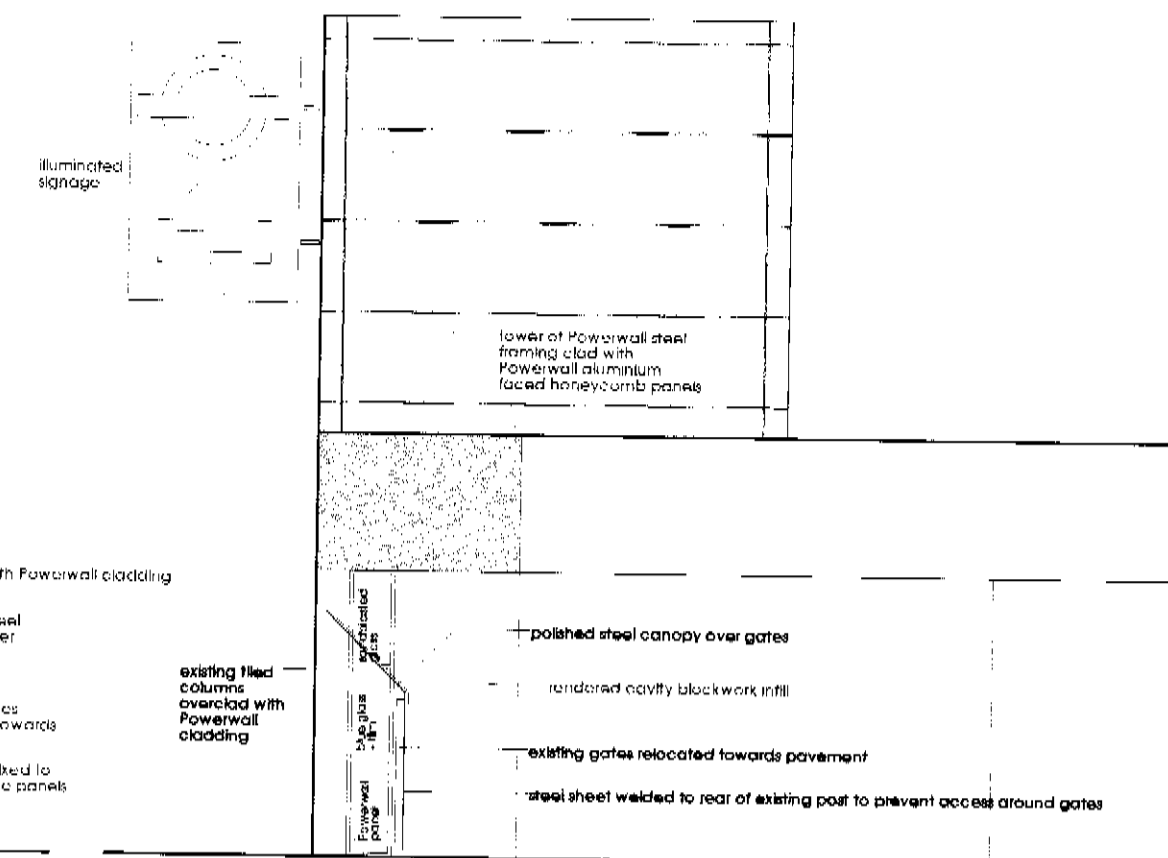 illuminated
signage
tower of Powerwall steel
framing clad with
Powerwall aluminium
faced honeycomb panels
th Powerwall cladding
eel
er
es
owards
ixed to
c panels
existing tiled
columns
overclad with
Powerwall
cladding
sandblasted
glass
blue glass
+ film
Powerwall
panel
polished steel canopy over gates
rendered cavity blockwork infill
existing gates relocated towards pavement
steel sheet welded to rear of existing post to prevent access around gates